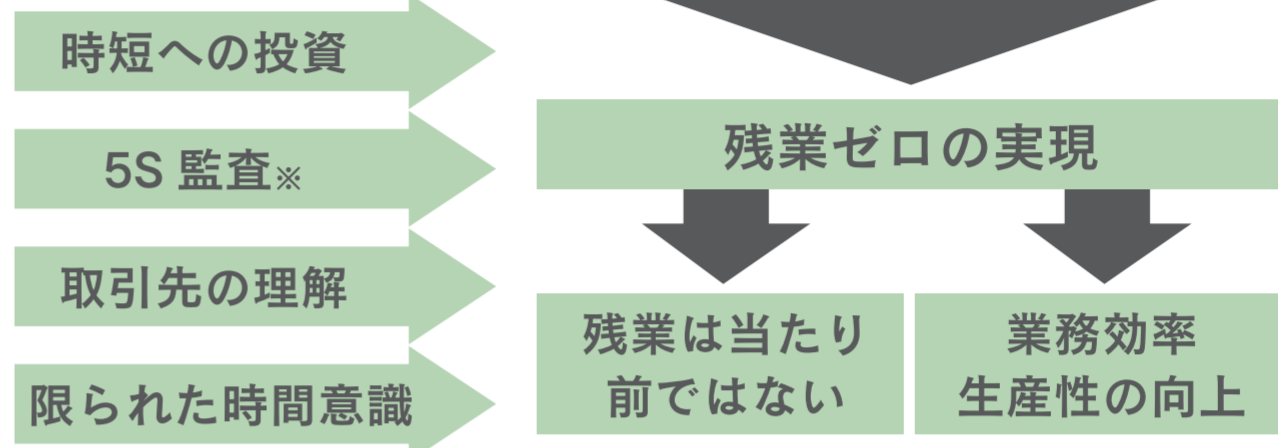 時短への投資
5S 監査※
取引先の理解
限られた時間意識
残業ゼロの実現
残業は当たり
前ではない
業務効率
生産性の向上